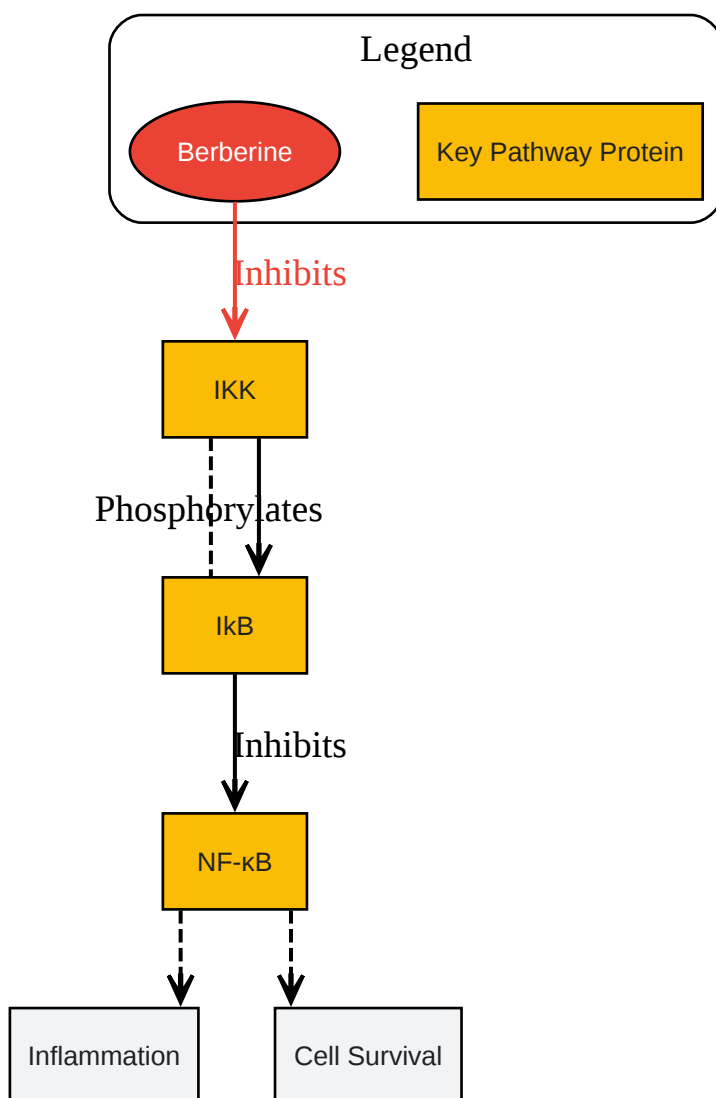 Legend
Berberine
Key Pathway Protein
Inhibits
IKK
Phosphorylates
IkB
Inhibits
NF-κB
Inflammation
Cell Survival